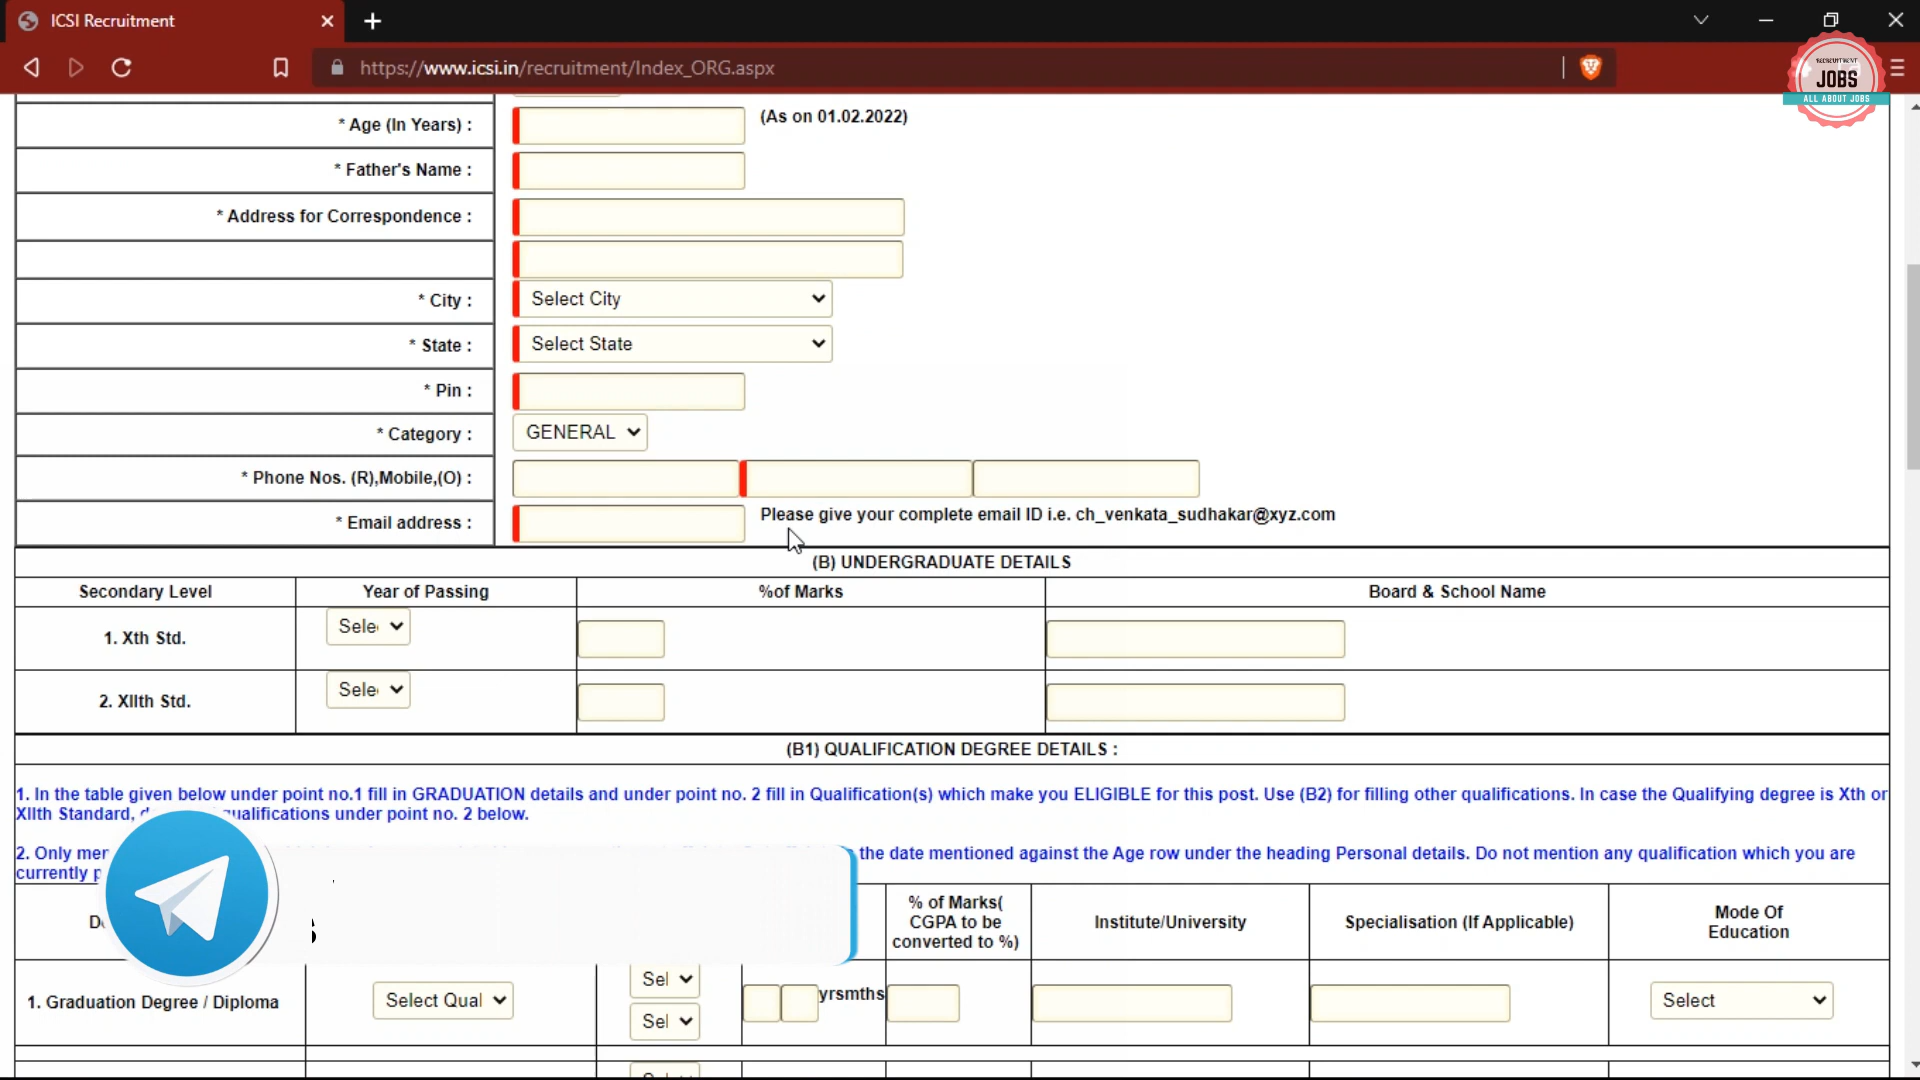 ICSI Recruitment
https://www.icsi.in/recruitment/Index_ORG.aspx
RECRUITMENT
JOBS
ALL ABOUT JOBS
* Age (In Years) :
(As on 01.02.2022)
* Father's Name :
* Address for Correspondence :
* City :
Select City
* State :
Select State
* Pin :
* Category :
GENERAL
* Phone Nos. (R),Mobile,(O) :
* Email address :
Please give your complete email ID i.e. ch_venkata_sudhakar@xyz.com
(B) UNDERGRADUATE DETAILS
Secondary Level Year of Passing %of Marks Board & School Name
1. Xth Std. Sele
2. XIIth Std. Sele
(B1) QUALIFICATION DEGREE DETAILS :
1. In the table given below under point no.1 fill in GRADUATION details and under point no. 2 fill in Qualification(s) which make you ELIGIBLE for this post. Use (B2) for filling other qualifications. In case the Qualifying degree is Xth or
XIIth Standard, qualifications under point no. 2 below.
2. Only the date mentioned against the Age row under the heading Personal details. Do not mention any qualification which you are
currently
% of Marks(
CGPA to be
converted to %)
Institute/University
Specialisation (If Applicable)
Mode Of
Education
1. Graduation Degree / Diploma
Select Qual
Sel
Sel
yrsmths
Select